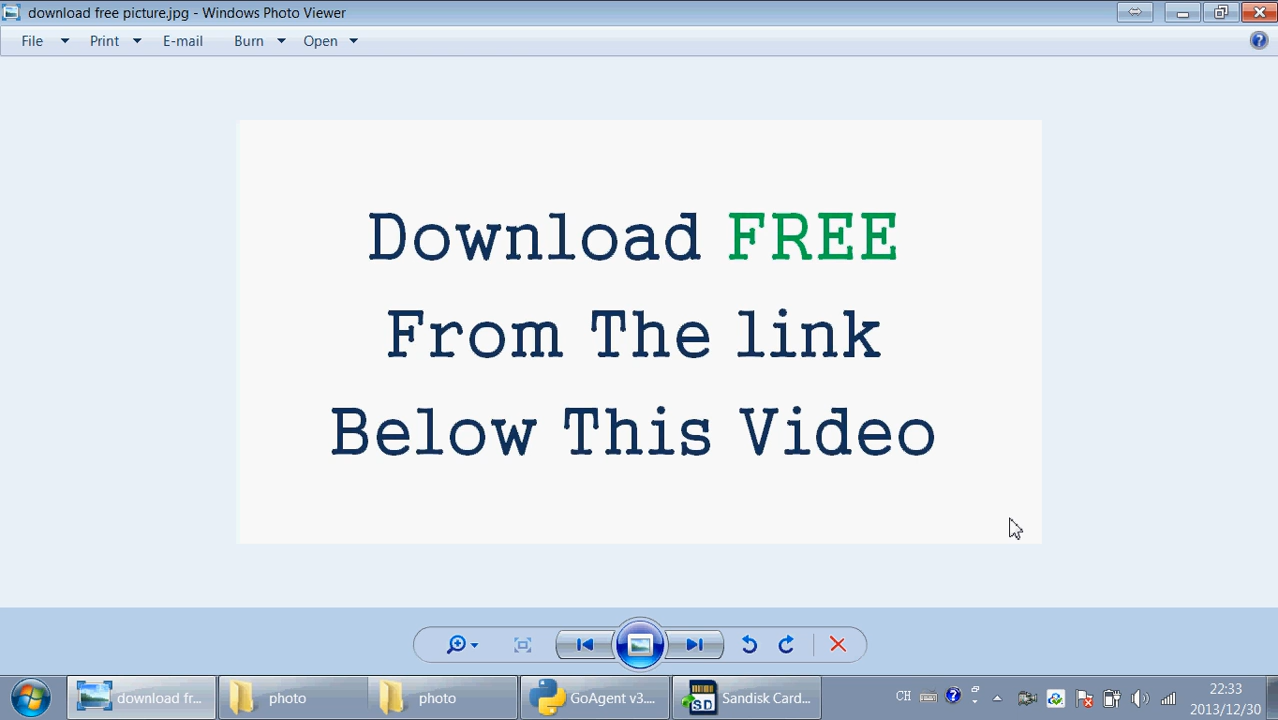 download free picture.jpg - Windows Photo Viewer
File Print E-mail Burn Open
Download FREE
From The link
Below This Video
download fr... photo photo GoAgent v3.... Sandisk Card... CH 22:33
SD 2013/12/30